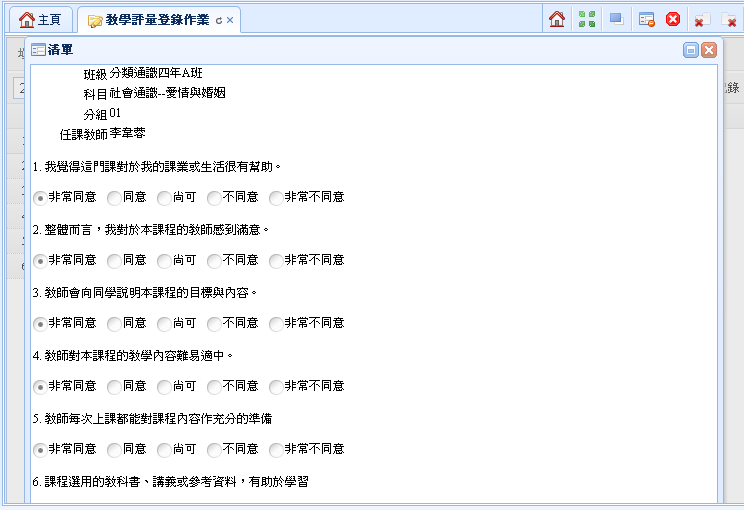 主頁 教學評量登錄作業
清單
班級 分類通識四年A班
科目 社會通識--愛情與婚姻
分組 01
任課教師 李韋蓉
1. 我覺得這門課對於我的課業或生活很有幫助。
非常同意 同意 尚可 不同意 非常不同意
2. 整體而言，我對於本課程的教師感到滿意。
非常同意 同意 尚可 不同意 非常不同意
3. 教師會向同學說明本課程的目標與內容。
非常同意 同意 尚可 不同意 非常不同意
4. 教師對本課程的教學內容難易適中。
非常同意 同意 尚可 不同意 非常不同意
5. 教師每次上課都能對課程內容作充分的準備
非常同意 同意 尚可 不同意 非常不同意
6. 課程選用的教科書、講義或參考資料，有助於學習